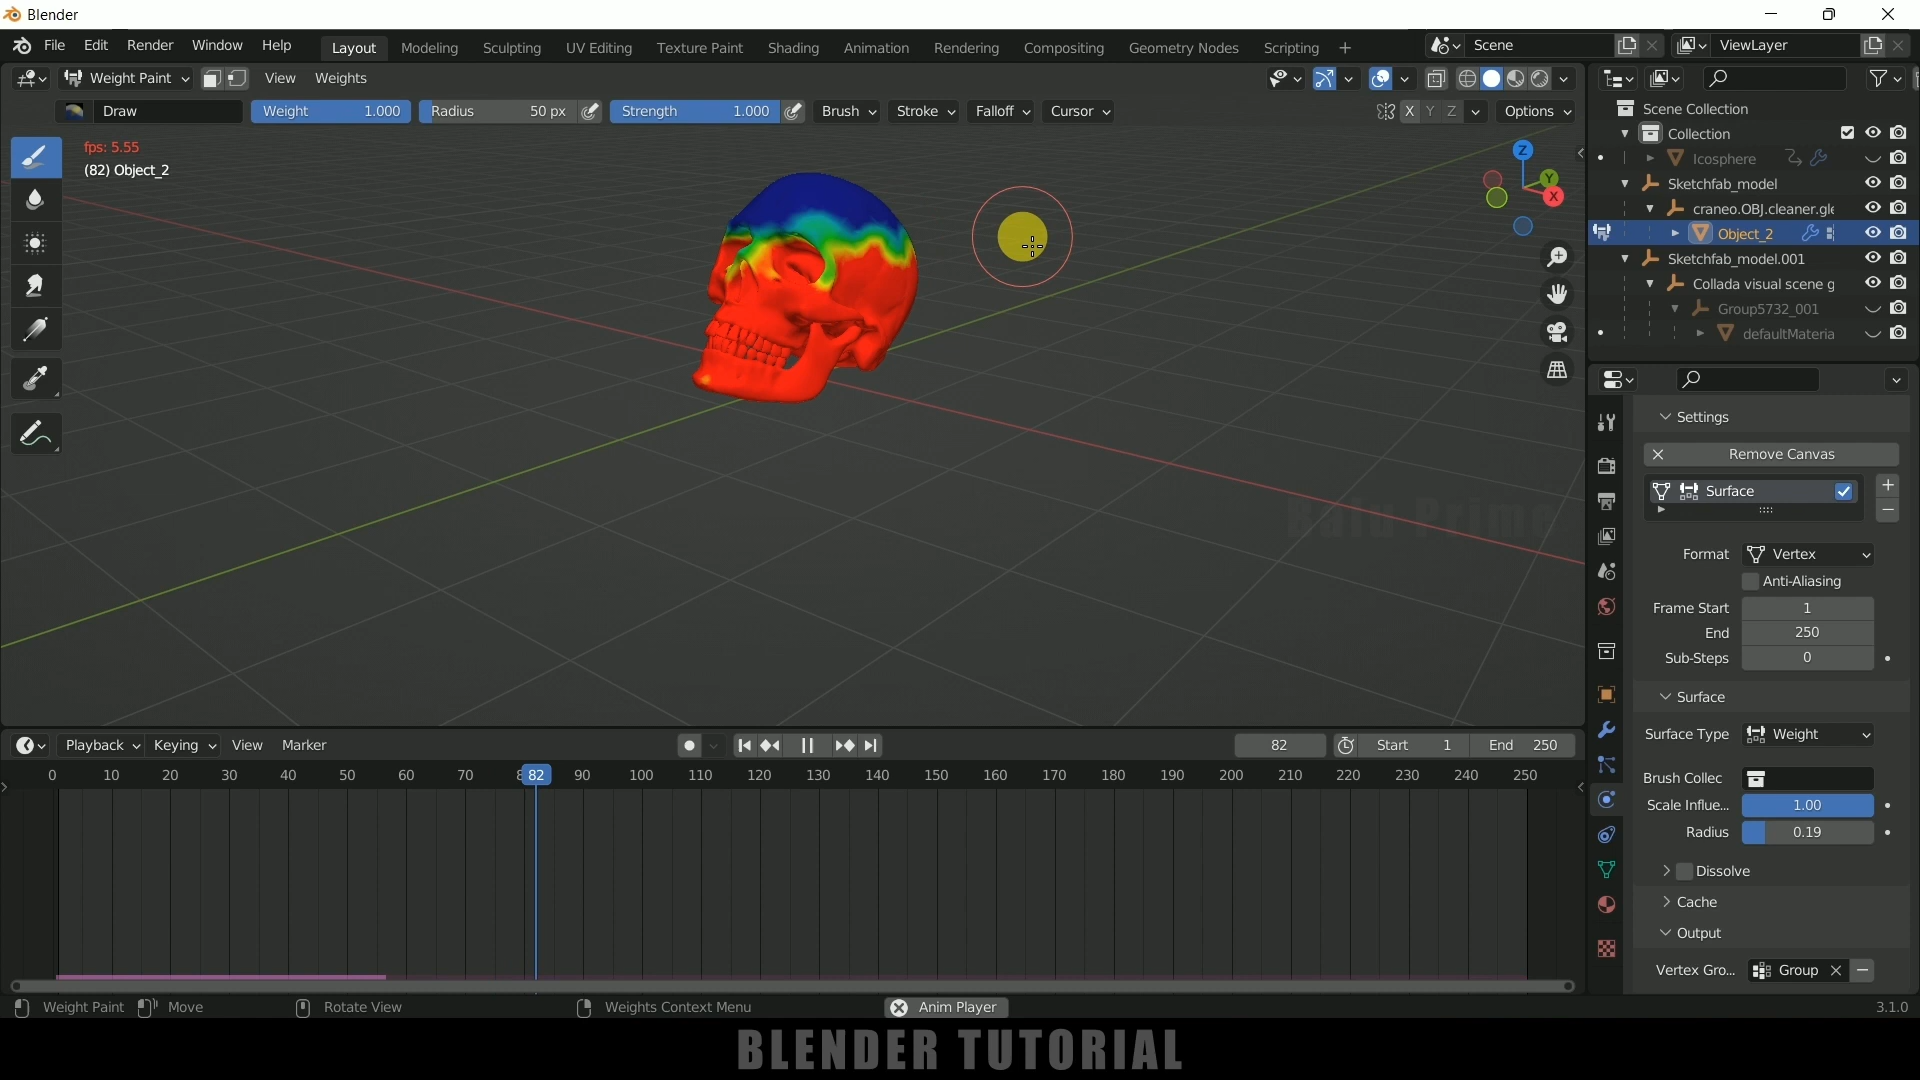 Blender
File Edit Render Window Help Layout Modeling Sculpting UV Editing Texture Paint Shading Animation Rendering Compositing Geometry Nodes Scripting + Scene ViewLayer
Weight Paint View Weights
Draw Weight 1.000 Radius 50 px Strength 1.000 Brush Stroke Falloff Cursor X Y Z Options
fps: 5.55
(82) Object_2
Z
Y
X
Scene Collection
Collection
Icosphere
Sketchfab_model
craneo.OBJ.cleaner.gle
Object_2
Sketchfab_model.001
Collada visual scene g
Group5732_001
defaultMateria
Settings
Remove Canvas
Surface
Format Vertex
Anti-Aliasing
Frame Start 1
End 250
Sub-Steps 0
Surface
Surface Type Weight
Brush Collec
Scale Influe... 1.00
Radius 0.19
Dissolve
Cache
Output
Vertex Gro... Group
Balu Prime
Playback Keying View Marker 82 Start 1 End 250
0 10 20 30 40 50 60 70 82 90 100 110 120 130 140 150 160 170 180 190 200 210 220 230 240 250
Weight Paint Move Rotate View Weights Context Menu Anim Player 3.1.0
BLENDER TUTORIAL